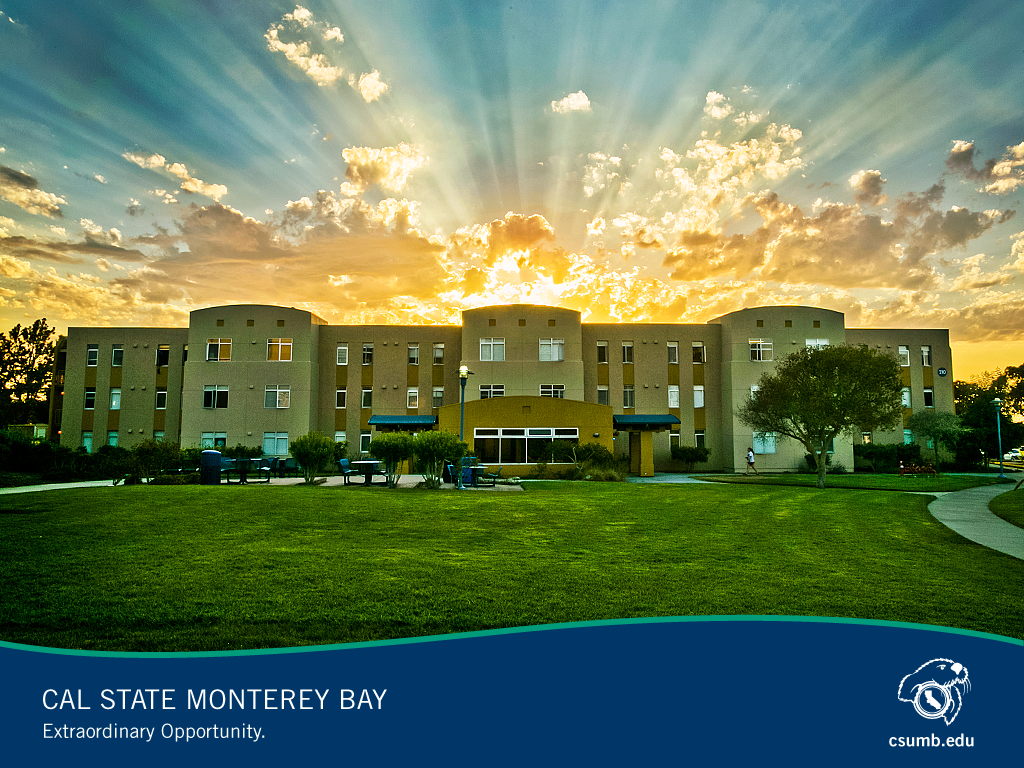 CAL STATE MONTEREY BAY
Extraordinary Opportunity.
csumb.edu